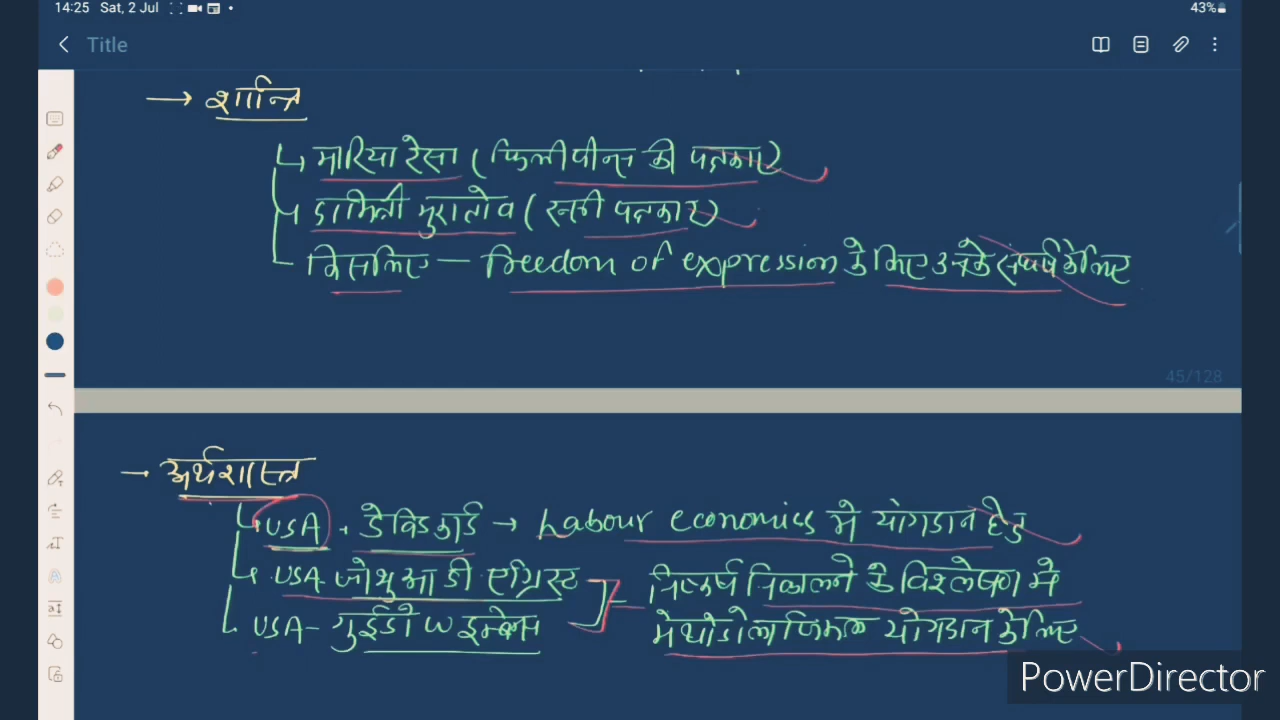 14:25 Sat, 2 Jul
43%
Title
→ शान्ति
मारिया रेसा (फिलीपीन्स की पत्रकार)
दामित्री मुरातोव (रूसी पत्रकार)
किसलिए — freedom of expression के लिए उनके संघर्ष के लिए
45/128
→ अर्थशास्त्र
USA, डेविड कार्ड → Labour economics मे योगदान हेतु
USA जोशुआ डी एंग्रिस्ट
निष्कर्ष निकालने के विश्लेषण में
USA - गुईडो W इम्बेन्स
मेथोडोलाजिकल योगदान के लिए
PowerDirector